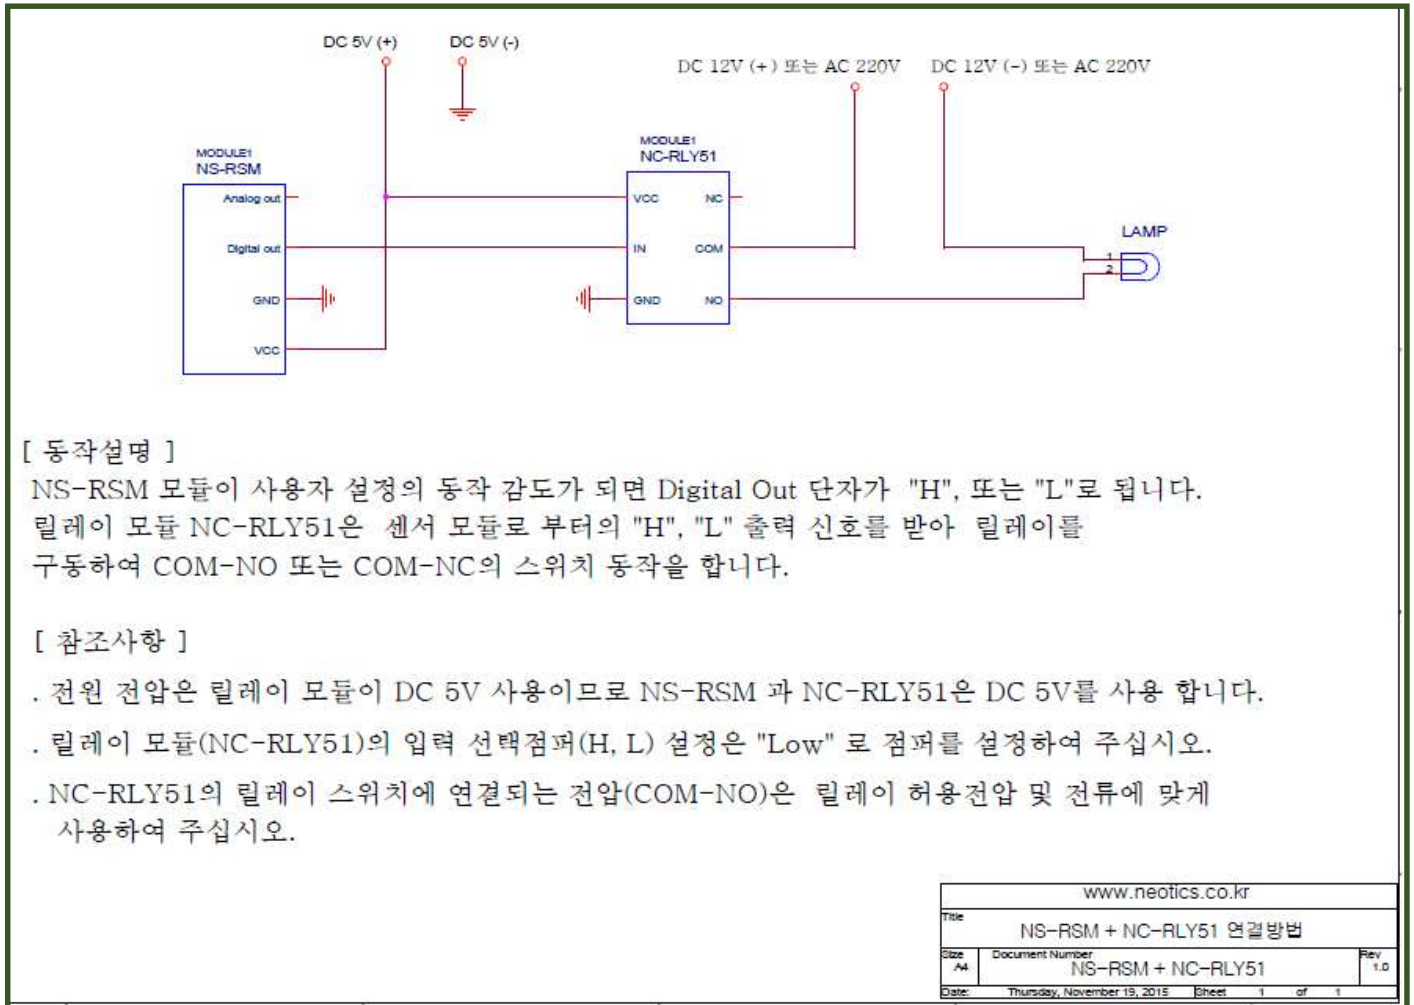 DC 5V (+)
DC 5V (-)
DC 12V (+) 또는 AC 220V
DC 12V (-) 또는 AC 220V
MODULE1
NS-RSM
Analog out
Digital out
GND
VCC
MODULE1
NC-RLY51
VCC
NC
IN
COM
GND
NO
LAMP
1
2
[ 동작설명 ]
NS-RSM 모듈이 사용자 설정의 동작 감도가 되면 Digital Out 단자가 "H", 또는 "L"로 됩니다.
릴레이 모듈 NC-RLY51은 센서 모듈로 부터의 "H", "L" 출력 신호를 받아 릴레이를
구동하여 COM-NO 또는 COM-NC의 스위치 동작을 합니다.
[ 참조사항 ]
. 전원 전압은 릴레이 모듈이 DC 5V 사용이므로 NS-RSM 과 NC-RLY51은 DC 5V를 사용 합니다.
. 릴레이 모듈(NC-RLY51)의 입력 선택점퍼(H, L) 설정은 "Low" 로 점퍼를 설정하여 주십시오.
. NC-RLY51의 릴레이 스위치에 연결되는 전압(COM-NO)은 릴레이 허용전압 및 전류에 맞게
사용하여 주십시오.
www.neotics.co.kr
Title
NS-RSM + NC-RLY51 연결방법
Size
A4
Document Number
NS-RSM + NC-RLY51
Rev
1.0
Date: Thursday, November 19, 2015 Sheet 1 of 1